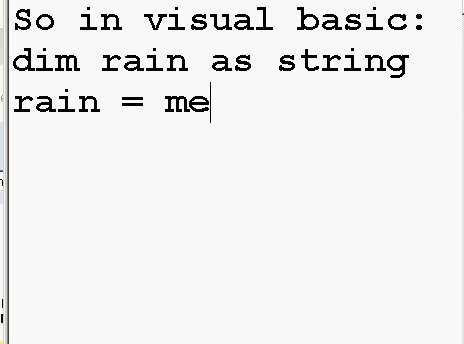 So in visual basic:
dim rain as string
rain = me